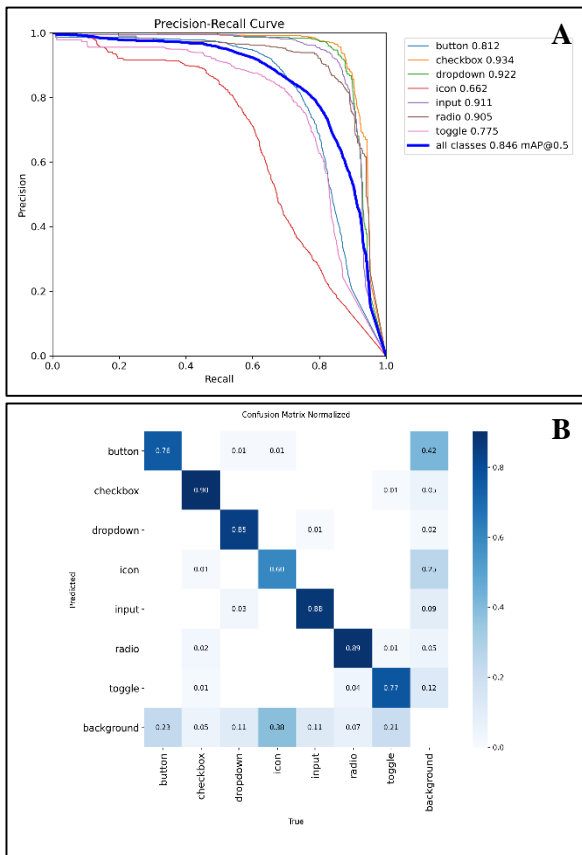 Precision-Recall Curve
A
button 0.812
checkbox 0.934
dropdown 0.922
icon 0.662
input 0.911
radio 0.905
toggle 0.775
all classes 0.846 mAP@0.5
1.0
0.8
0.6
0.4
0.2
0.0
Precision
0.0 0.2 0.4 0.6 0.8 1.0
Recall
Confusion Matrix Normalized
B
button 0.76 0.01 0.01 0.42
checkbox 0.90 0.01 0.05
dropdown 0.85 0.01 0.02
icon 0.01 0.60 0.25
input 0.03 0.88 0.09
radio 0.02 0.89 0.01 0.05
toggle 0.01 0.04 0.77 0.12
background 0.23 0.05 0.11 0.38 0.11 0.07 0.21
Predicted
button checkbox dropdown icon input radio toggle background
True
0.8
0.6
0.4
0.2
0.0